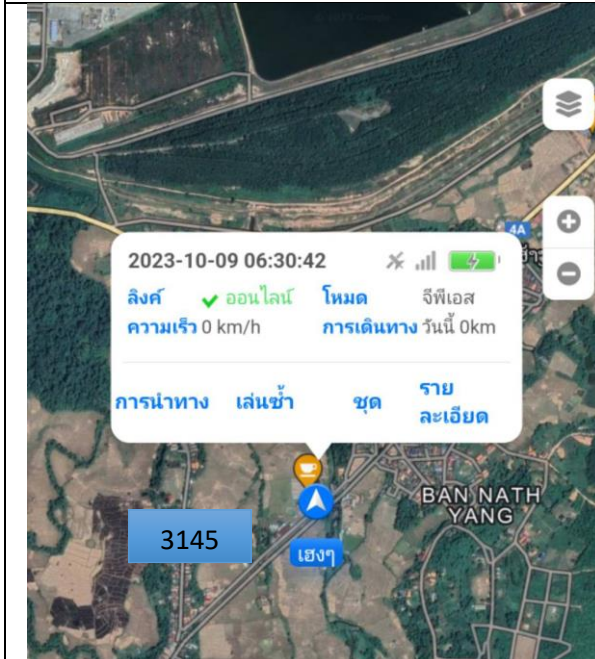 4A
2023-10-09 06:30:42
ลิงค์ ออนไลน์ โหมด จีพีเอส
ความเร็ว 0 km/h การเดินทาง วันนี้ 0km
การนำทาง เล่นซ้ำ ชุด ราย
ละเอียด
BAN NATH
YANG
3145
เฮงๆ